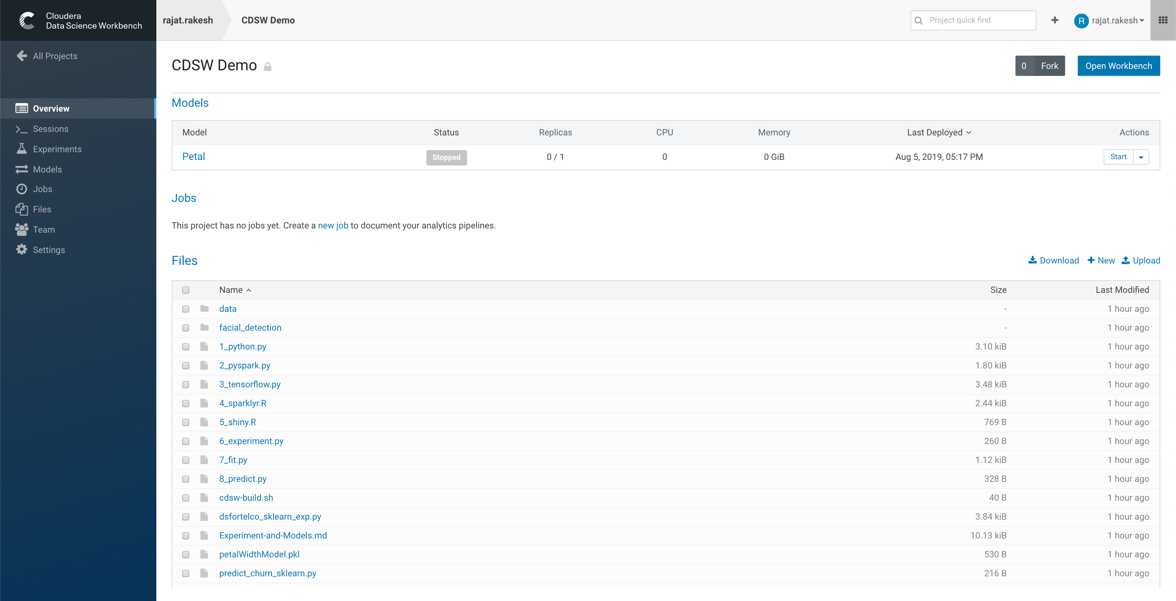 Cloudera
Data Science Workbench
rajat.rakesh
CDSW Demo
Project quick find
+
R rajat.rakesh
All Projects
Overview
Sessions
Experiments
Models
Jobs
Files
Team
Settings
CDSW Demo
0 Fork
Open Workbench
Models
Model Status Replicas CPU Memory Last Deployed Actions
Petal Stopped 0 / 1 0 0 GiB Aug 5, 2019, 05:17 PM Start
Jobs
This project has no jobs yet. Create a new job to document your analytics pipelines.
Files
Download + New Upload
Name Size Last Modified
data - 1 hour ago
facial_detection - 1 hour ago
1_python.py 3.10 kiB 1 hour ago
2_pyspark.py 1.80 kiB 1 hour ago
3_tensorflow.py 3.48 kiB 1 hour ago
4_sparklyr.R 2.44 kiB 1 hour ago
5_shiny.R 769 B 1 hour ago
6_experiment.py 260 B 1 hour ago
7_fit.py 1.12 kiB 1 hour ago
8_predict.py 328 B 1 hour ago
cdsw-build.sh 40 B 1 hour ago
dsfortelco_sklearn_exp.py 3.84 kiB 1 hour ago
Experiment-and-Models.md 10.13 kiB 1 hour ago
petalWidthModel.pkl 530 B 1 hour ago
predict_churn_sklearn.py 216 B 1 hour ago